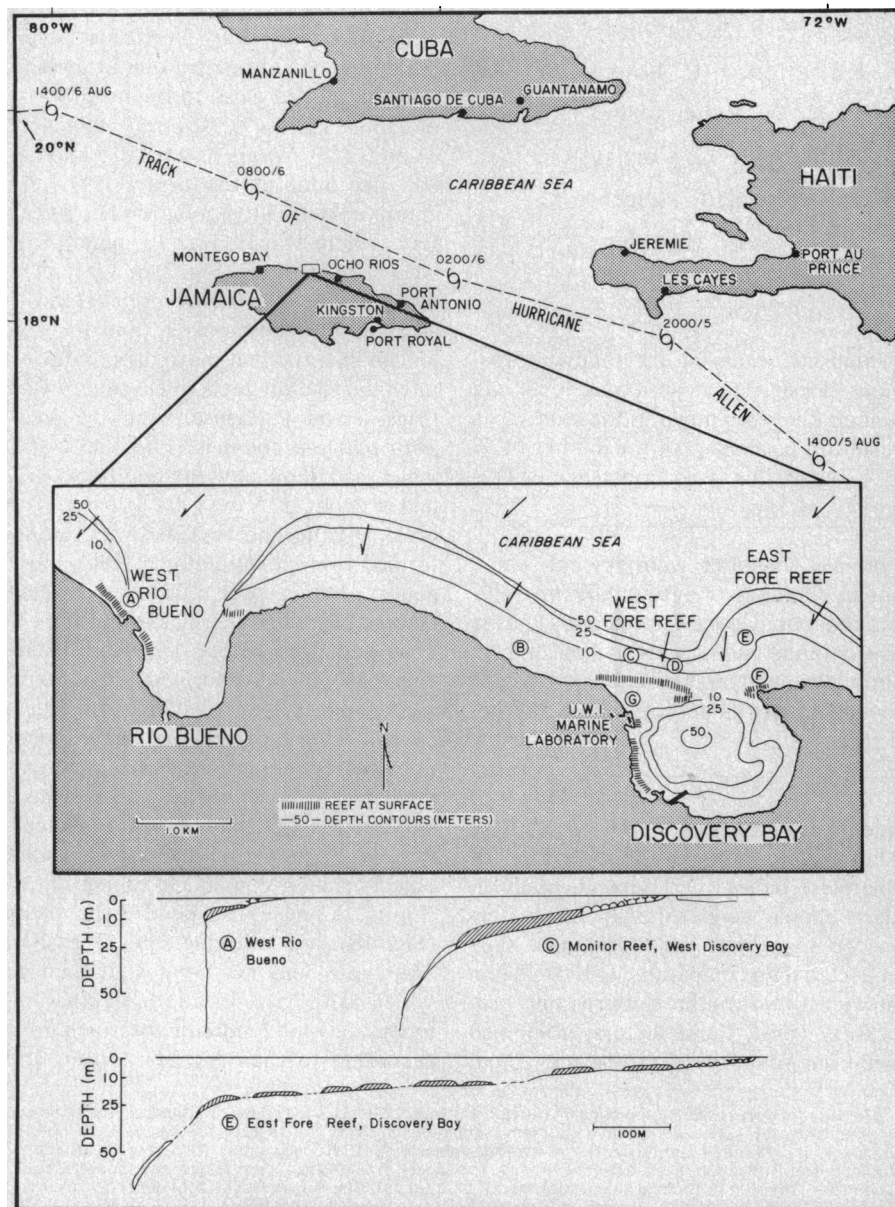 80°W
72°W
CUBA
MANZANILLO
GUANTANAMO
SANTIAGO DE CUBA
1400/6 AUG
20°N
TRACK
0800/6
OF
CARIBBEAN SEA
HAITI
MONTEGO BAY
OCHO RIOS
0200/6
JEREMIE
PORT AU
PRINCE
JAMAICA
PORT
ANTONIO
LES CAYES
KINGSTON
HURRICANE
2000/5
18°N
PORT ROYAL
ALLEN
1400/5 AUG
50
25
10
CARIBBEAN SEA
WEST
RIO
BUENO
A
EAST
FORE REEF
WEST
FORE REEF
50
25
10
B
C
D
E
F
G
10
25
50
U.W.I.
MARINE
LABORATORY
RIO BUENO
N
REEF AT SURFACE
—50— DEPTH CONTOURS (METERS)
1.0 KM
DISCOVERY BAY
DEPTH (m)
0
10
25
50
A West Rio
Bueno
C Monitor Reef, West Discovery Bay
DEPTH (m)
0
10
25
50
E East Fore Reef, Discovery Bay
100M